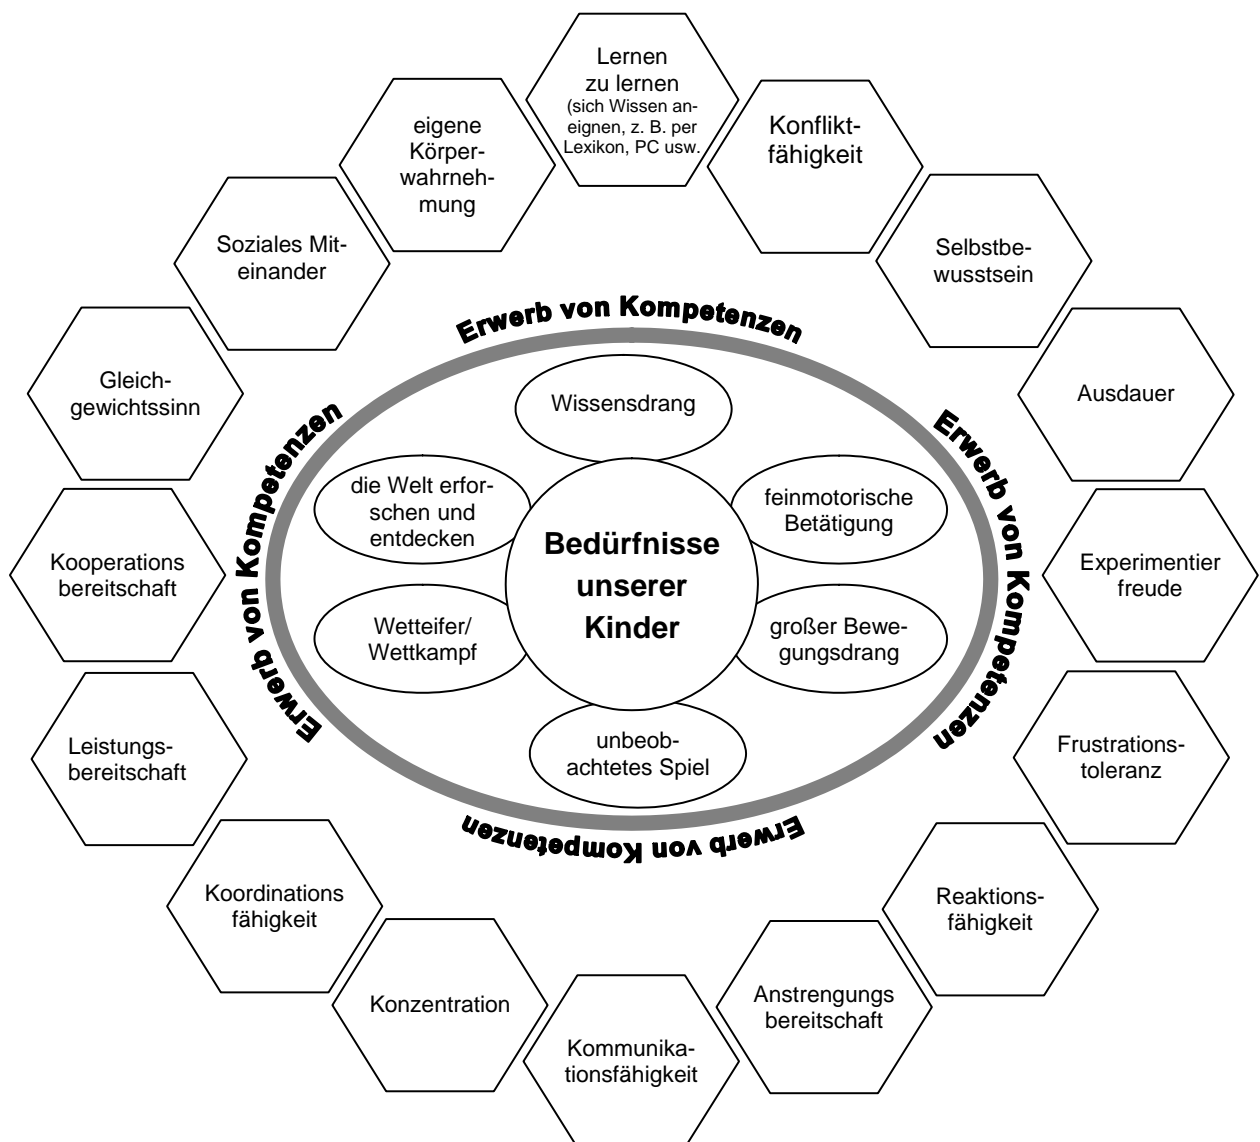 Lernen
zu lernen
(sich Wissen an-
eignen, z. B. per
Lexikon, PC usw.
Konflikt-
fähigkeit
Selbstbe-
wusstsein
Ausdauer
Experimentier
freude
Frustrations-
toleranz
Reaktions-
fähigkeit
Anstrengungs
bereitschaft
Kommunika-
tionsfähigkeit
Konzentration
Koordinations
fähigkeit
Leistungs-
bereitschaft
Kooperations
bereitschaft
Gleich-
gewichtssinn
Soziales Mit-
einander
eigene
Körper-
wahrneh-
mung
Erwerb von Kompetenzen
Erwerb von Kompetenzen
Erwerb von Kompetenzen
Erwerb von Kompetenzen
Wissensdrang
feinmotorische
Betätigung
großer Bewe-
gungsdrang
unbeob-
achtetes Spiel
Wetteifer/
Wettkampf
die Welt erfor-
schen und
entdecken
Bedürfnisse
unserer
Kinder